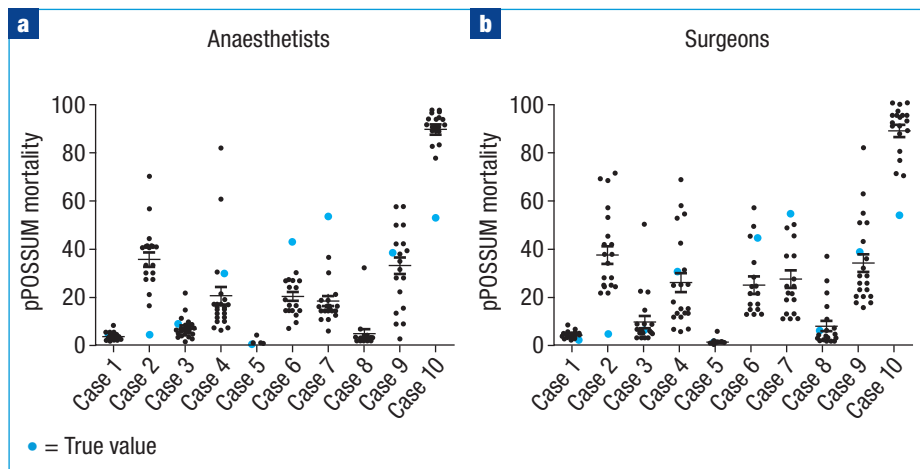 a
Anaesthetists
pPOSSUM mortality
100
80
60
40
20
0
Case 1
Case 2
Case 3
Case 4
Case 5
Case 6
Case 7
Case 8
Case 9
Case 10
= True value
b
Surgeons
pPOSSUM mortality
100
80
60
40
20
0
Case 1
Case 2
Case 3
Case 4
Case 5
Case 6
Case 7
Case 8
Case 9
Case 10